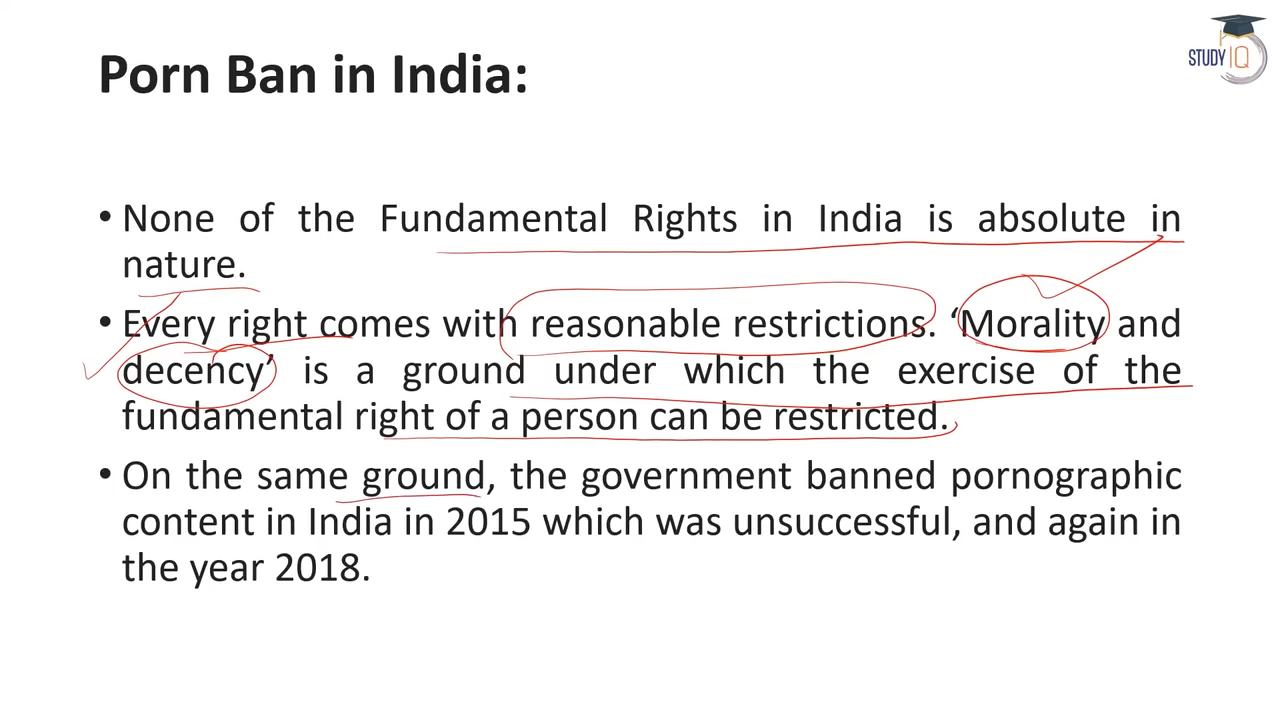 STUDY IQ
Porn Ban in India:
• None of the Fundamental Rights in India is absolute in
nature.
• Every right comes with reasonable restrictions. ‘Morality and
decency’ is a ground under which the exercise of the
fundamental right of a person can be restricted.
• On the same ground, the government banned pornographic
content in India in 2015 which was unsuccessful, and again in
the year 2018.